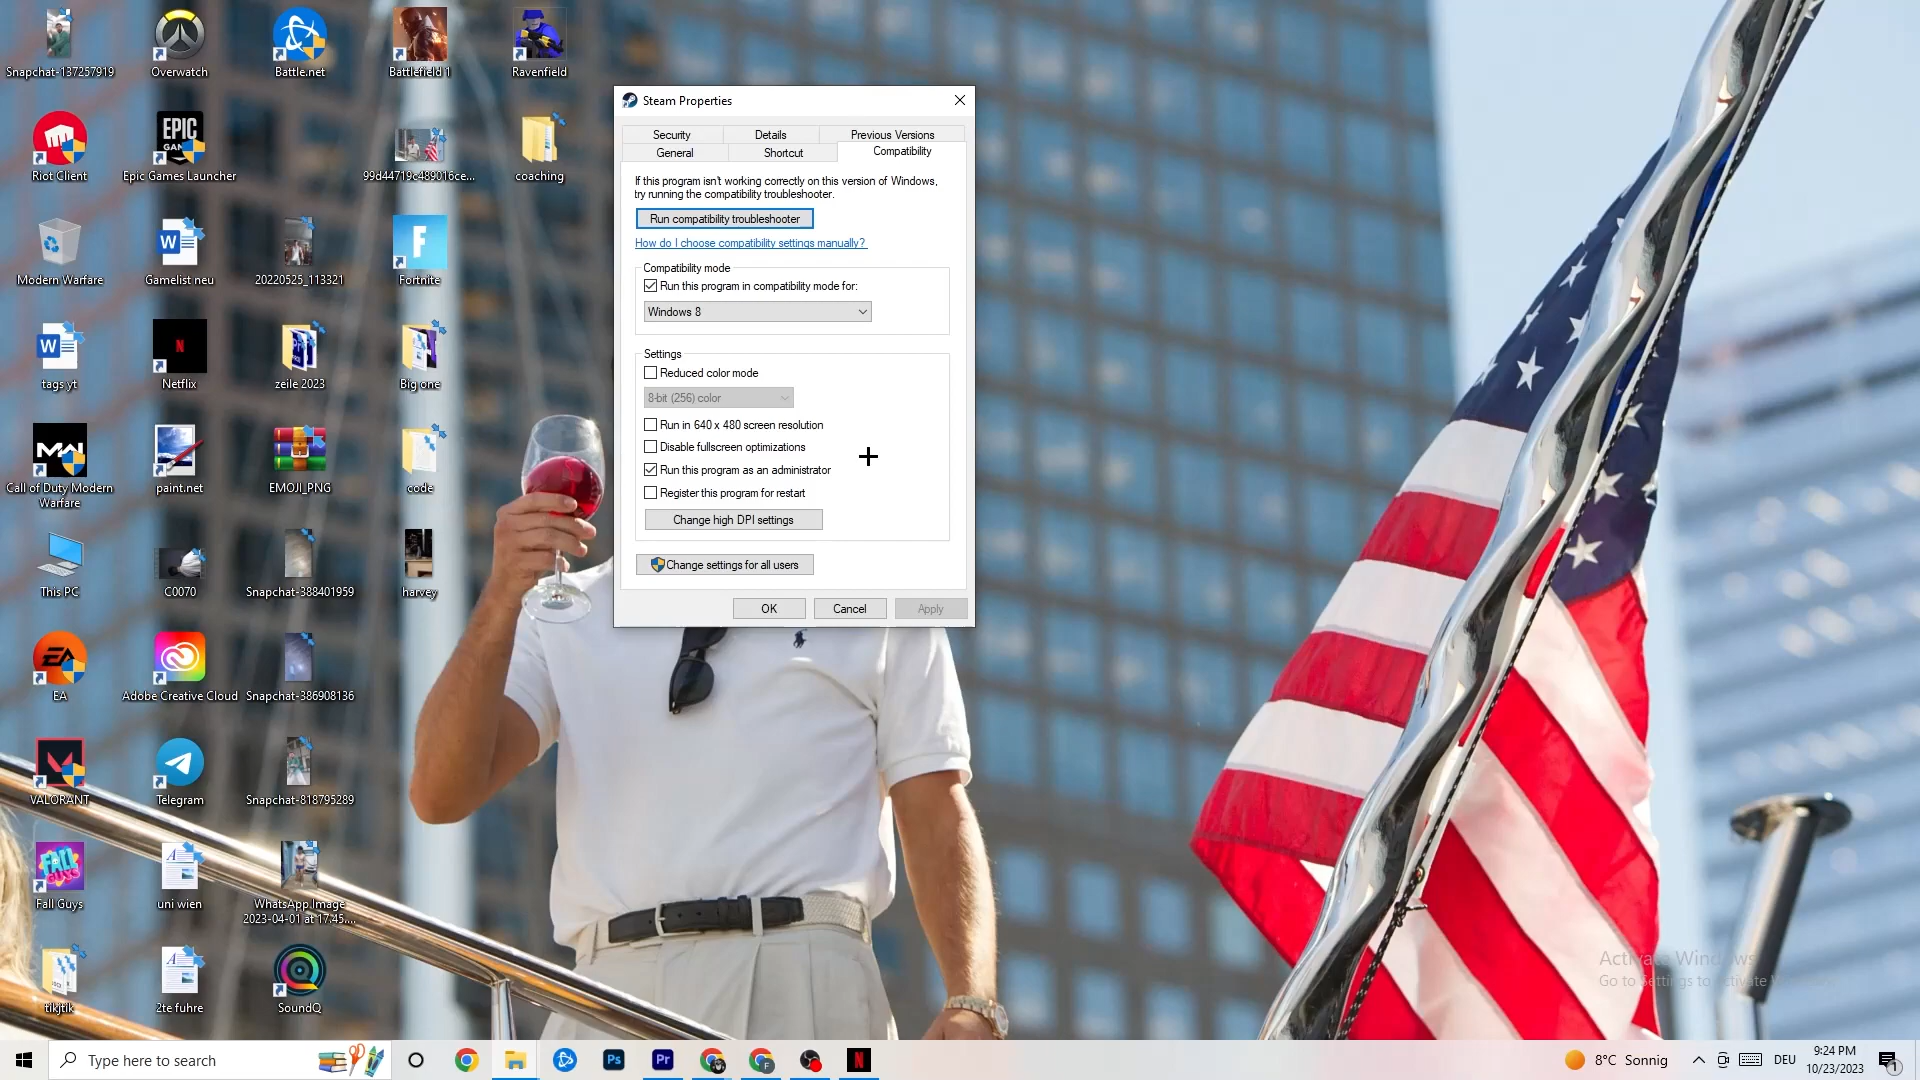 Snapchat-137257919
Overwatch
Battle.net
Battlefield 1
Ravenfield
Riot Client
EPIC
Epic Games Launcher
99d44719c489016ce...
coaching
Modern Warfare
Gamelist neu
20220525_113321
F
Fortnite
W
tags yt
N
Netflix
zeile 2023
Big one
MW
Call of Duty Modern
Warfare
paint.net
EMOJI_PNG
code
This PC
C0070
Snapchat-388401959
harvey
EA
EA
Adobe Creative Cloud
Snapchat-386908136
VALORANT
Telegram
Snapchat-818795289
Fall Guys
uni wien
WhatsApp Image
2023-04-01 at 17.45....
tikjtik
2te fuhre
SoundQ
Steam Properties
Security
Details
Previous Versions
General
Shortcut
Compatibility
If this program isn't working correctly on this version of Windows,
try running the compatibility troubleshooter.
Run compatibility troubleshooter
How do I choose compatibility settings manually?
Compatibility mode
Run this program in compatibility mode for:
Windows 8
Settings
Reduced color mode
8-bit (256) color
Run in 640 x 480 screen resolution
Disable fullscreen optimizations
Run this program as an administrator
Register this program for restart
Change high DPI settings
Change settings for all users
OK
Cancel
Apply
Activate Windows
Go to Settings to activate
Type here to search
Ps
Pr
F
N
8°C Sonnig
DEU
9:24 PM
10/23/2023
1